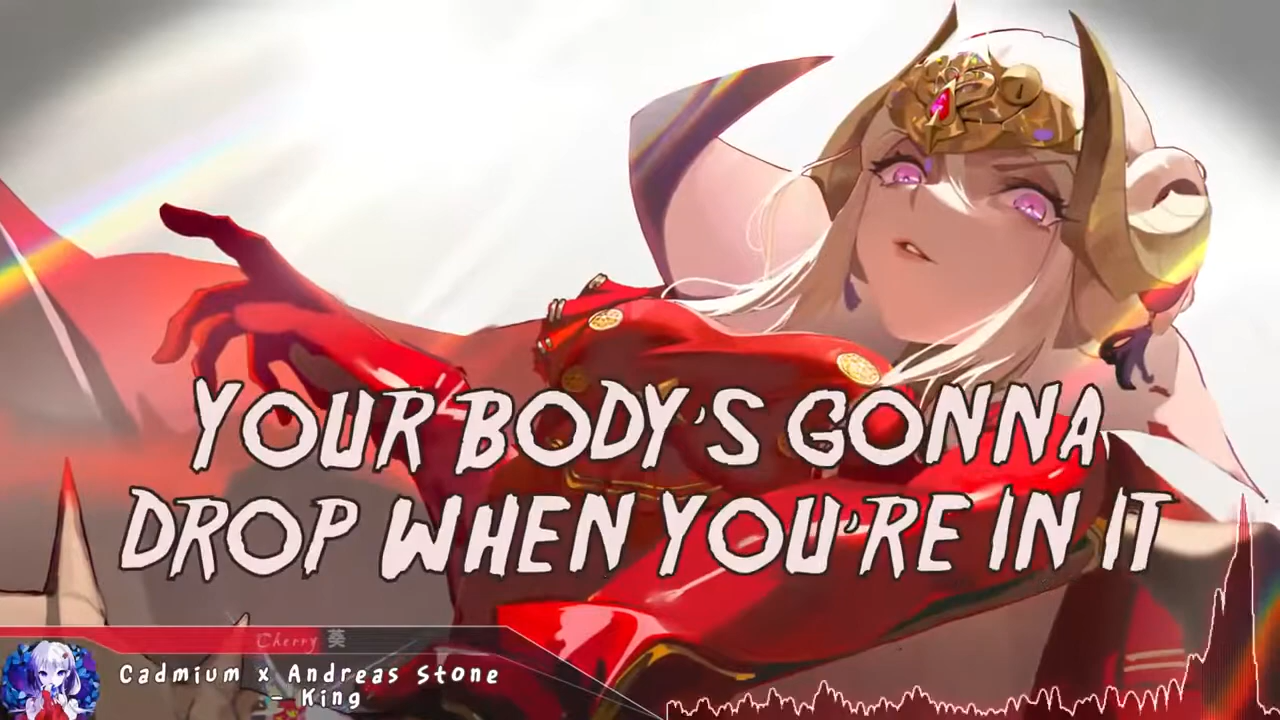 YOUR BODY'S GONNA
DROP WHEN YOU'RE IN IT
Cherry 葵
Cadmium x Andreas Stone
- King